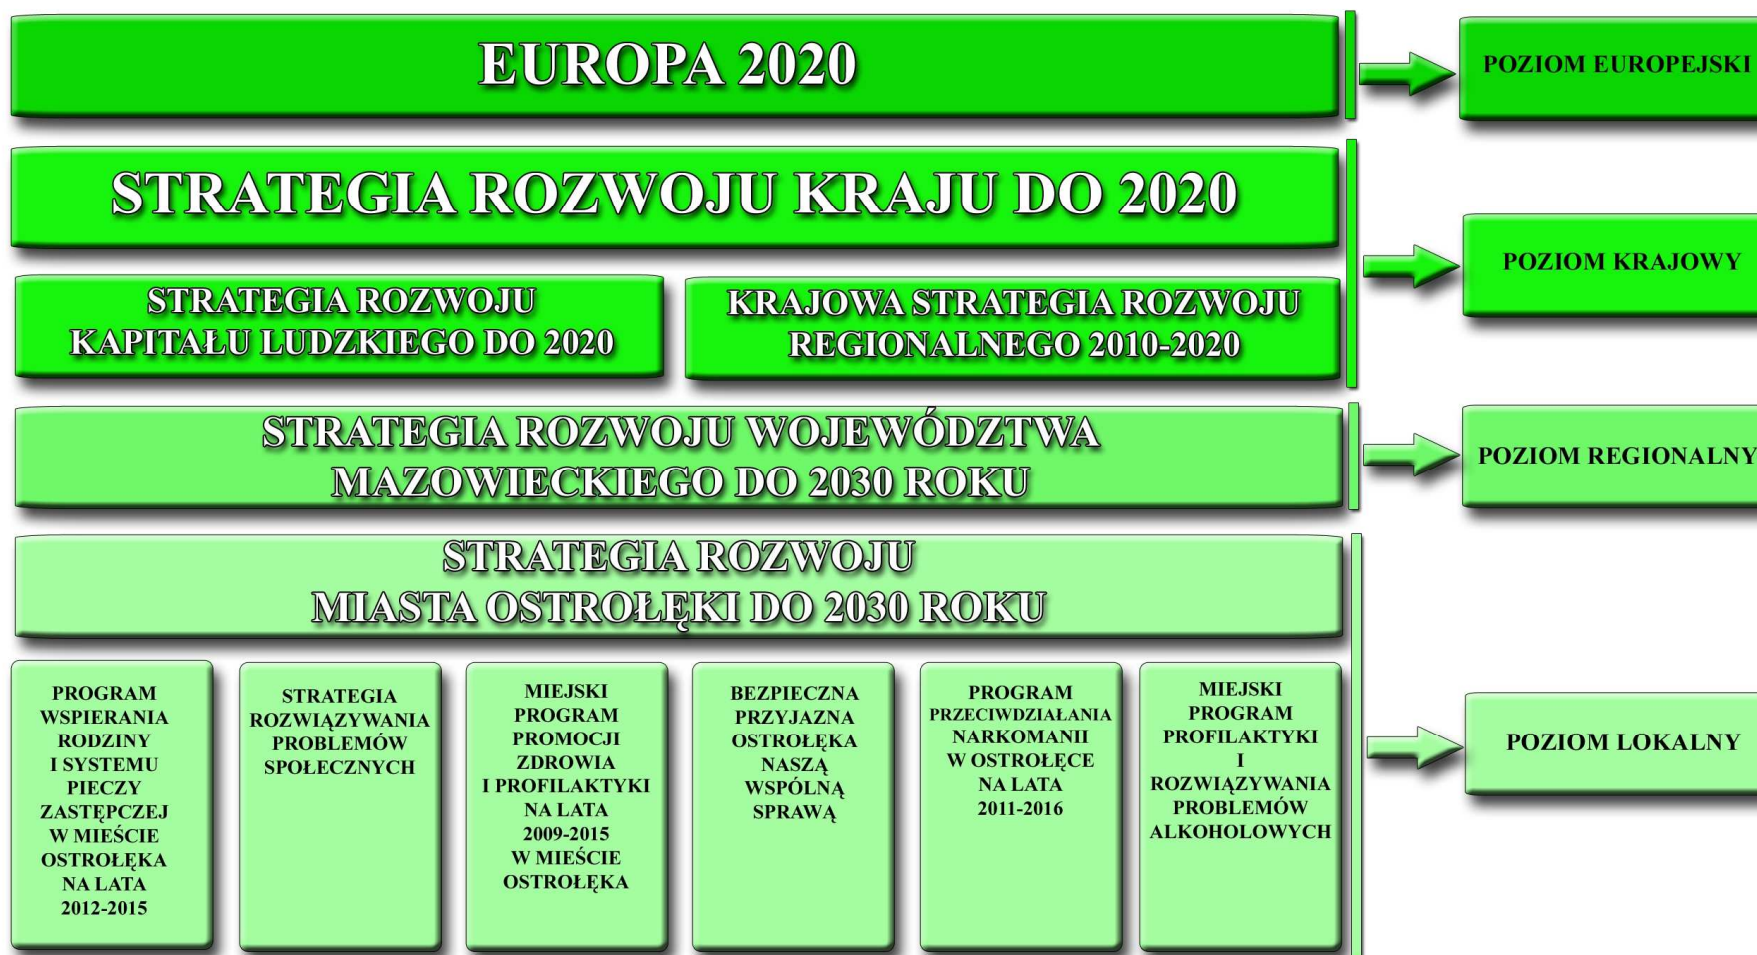 EUROPA 2020
POZIOM EUROPEJSKI
STRATEGIA ROZWOJU KRAJU DO 2020
STRATEGIA ROZWOJU
KAPITAŁU LUDZKIEGO DO 2020
KRAJOWA STRATEGIA ROZWOJU
REGIONALNEGO 2010-2020
POZIOM KRAJOWY
STRATEGIA ROZWOJU WOJEWÓDZTWA
MAZOWIECKIEGO DO 2030 ROKU
POZIOM REGIONALNY
STRATEGIA ROZWOJU
MIASTA OSTROŁĘKI DO 2030 ROKU
PROGRAM
WSPIERANIA
RODZINY
I SYSTEMU
PIECZY
ZASTĘPCZEJ
W MIEŚCIE
OSTROŁĘKA
NA LATA
2012-2015
STRATEGIA
ROZWIĄZYWANIA
PROBLEMÓW
SPOŁECZNYCH
MIEJSKI
PROGRAM
PROMOCJI
ZDROWIA
I PROFILAKTYKI
NA LATA
2009-2015
W MIEŚCIE
OSTROŁĘKA
BEZPIECZNA
PRZYJAZNA
OSTROŁĘKA
NASZĄ
WSPÓLNĄ
SPRAWĄ
PROGRAM
PRZECIWDZIAŁANIA
NARKOMANII
W OSTROŁĘCE
NA LATA
2011-2016
MIEJSKI
PROGRAM
PROFILAKTYKI
I
ROZWIĄZYWANIA
PROBLEMÓW
ALKOHOLOWYCH
POZIOM LOKALNY